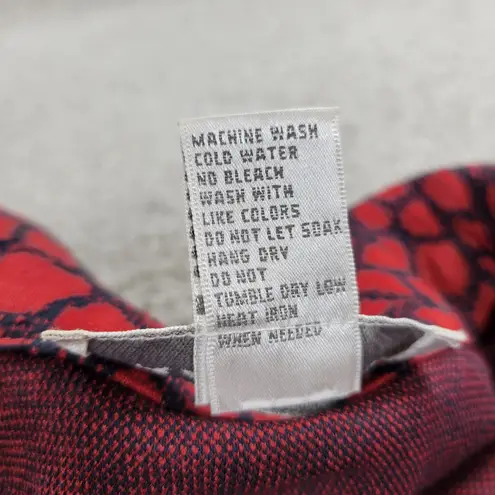 MACHINE WASH
COLD WATER
NO BLEACH
WASH WITH
LIKE COLORS
DO NOT LET SOAK
HANG DRY
DO NOT
TUMBLE DRY LOW
HEAT IRON
WHEN NEEDED